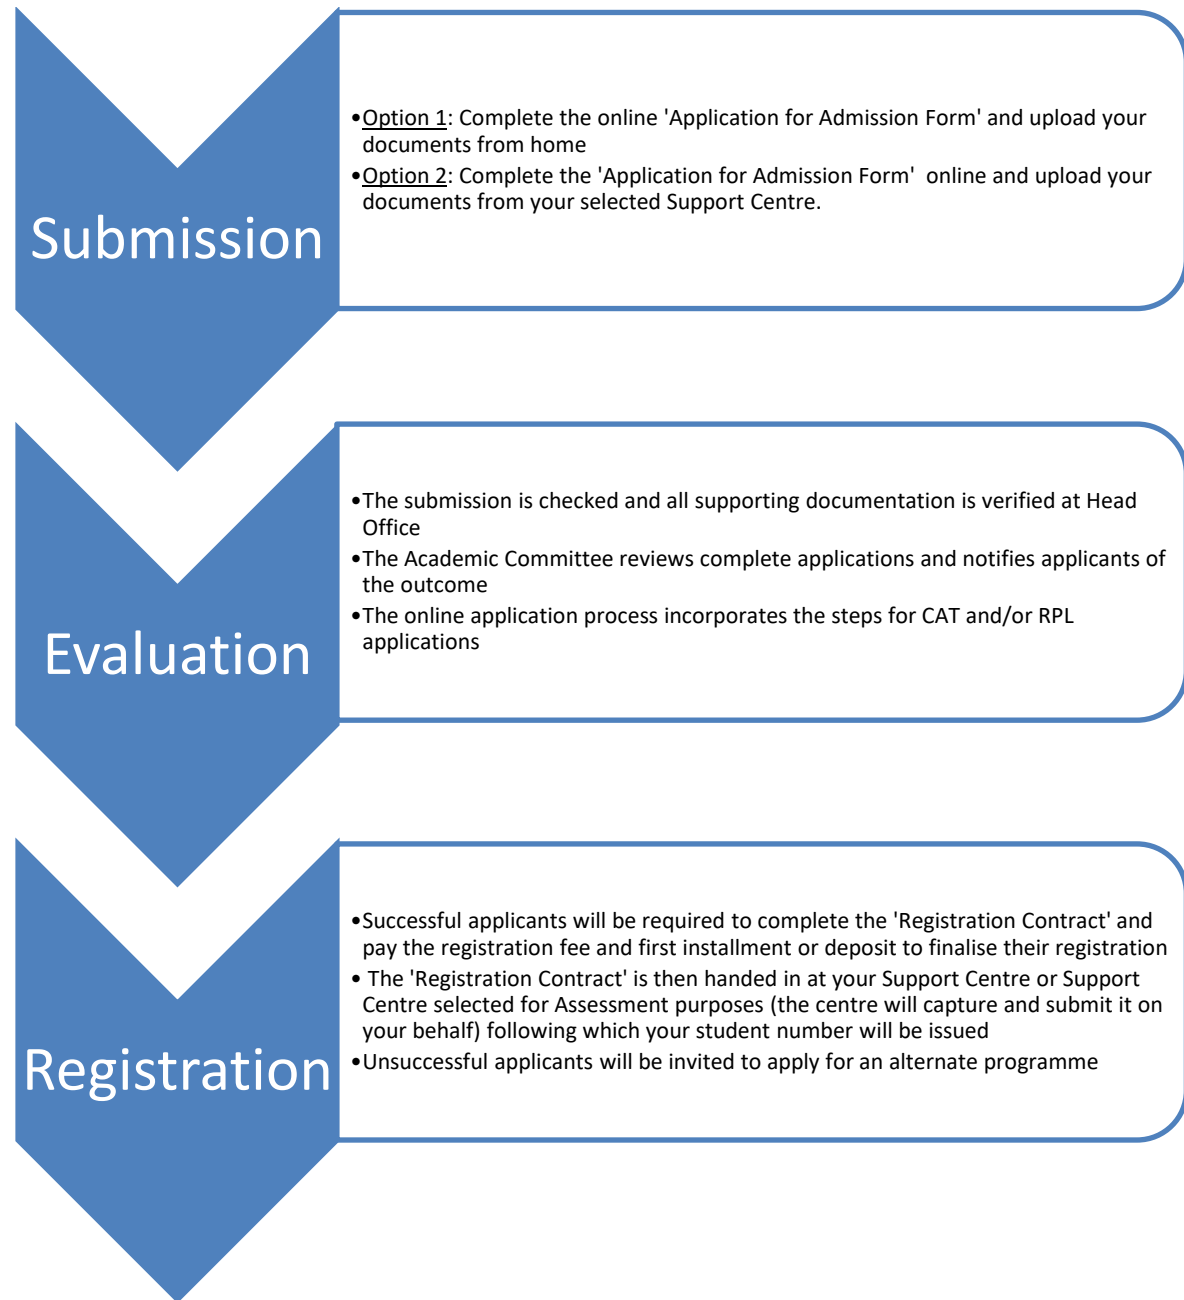 Submission
•Option 1: Complete the online 'Application for Admission Form' and upload your
documents from home
•Option 2: Complete the 'Application for Admission Form'  online and upload your
documents from your selected Support Centre.
Evaluation
•The submission is checked and all supporting documentation is verified at Head
Office
•The Academic Committee reviews complete applications and notifies applicants of
the outcome
•The online application process incorporates the steps for CAT and/or RPL
applications
Registration
•Successful applicants will be required to complete the 'Registration Contract' and
pay the registration fee and first installment or deposit to finalise their registration
• The 'Registration Contract' is then handed in at your Support Centre or Support
Centre selected for Assessment purposes (the centre will capture and submit it on
your behalf) following which your student number will be issued
•Unsuccessful applicants will be invited to apply for an alternate programme